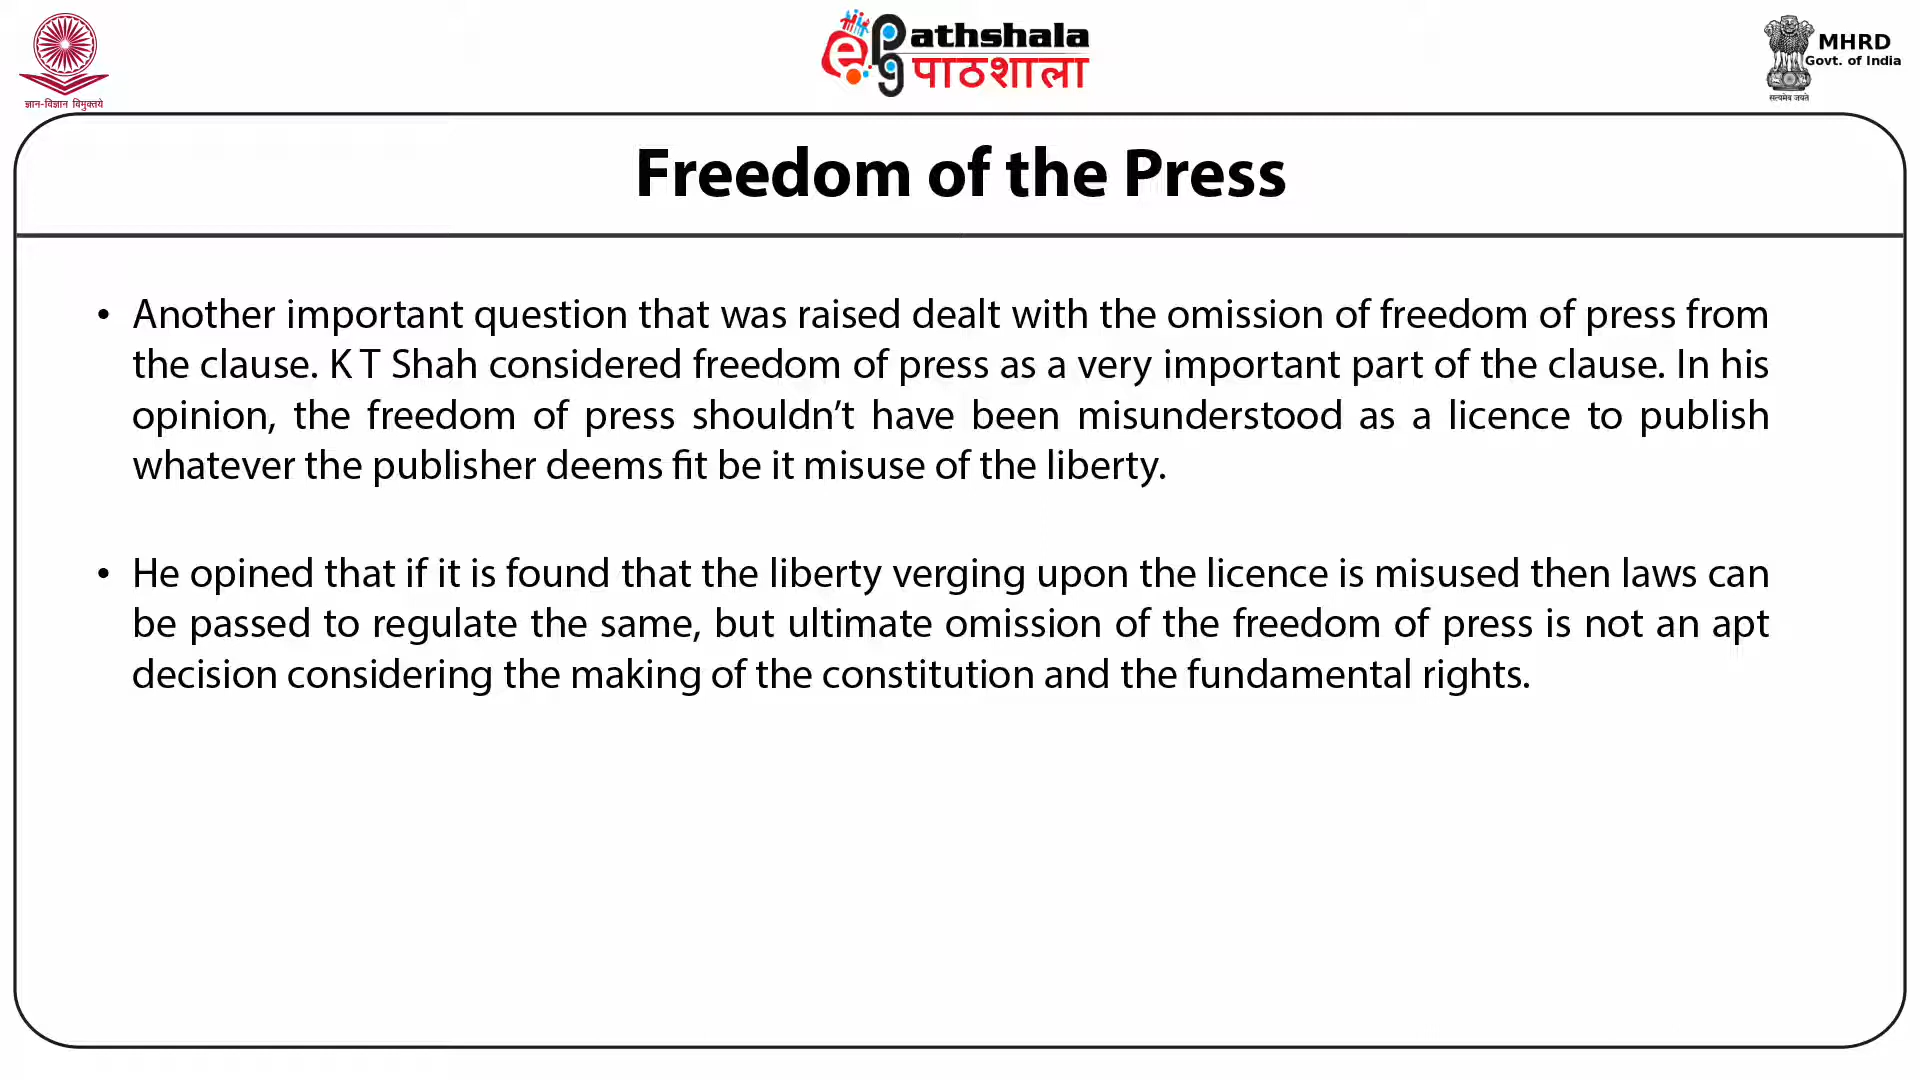 ज्ञान-विज्ञान विमुक्तये
ePathshala
पाठशाला
MHRD
Govt. of India
सत्यमेव जयते
Freedom of the Press
• Another important question that was raised dealt with the omission of freedom of press from
the clause. K T Shah considered freedom of press as a very important part of the clause. In his
opinion, the freedom of press shouldn’t have been misunderstood as a licence to publish
whatever the publisher deems fit be it misuse of the liberty.
• He opined that if it is found that the liberty verging upon the licence is misused then laws can
be passed to regulate the same, but ultimate omission of the freedom of press is not an apt
decision considering the making of the constitution and the fundamental rights.